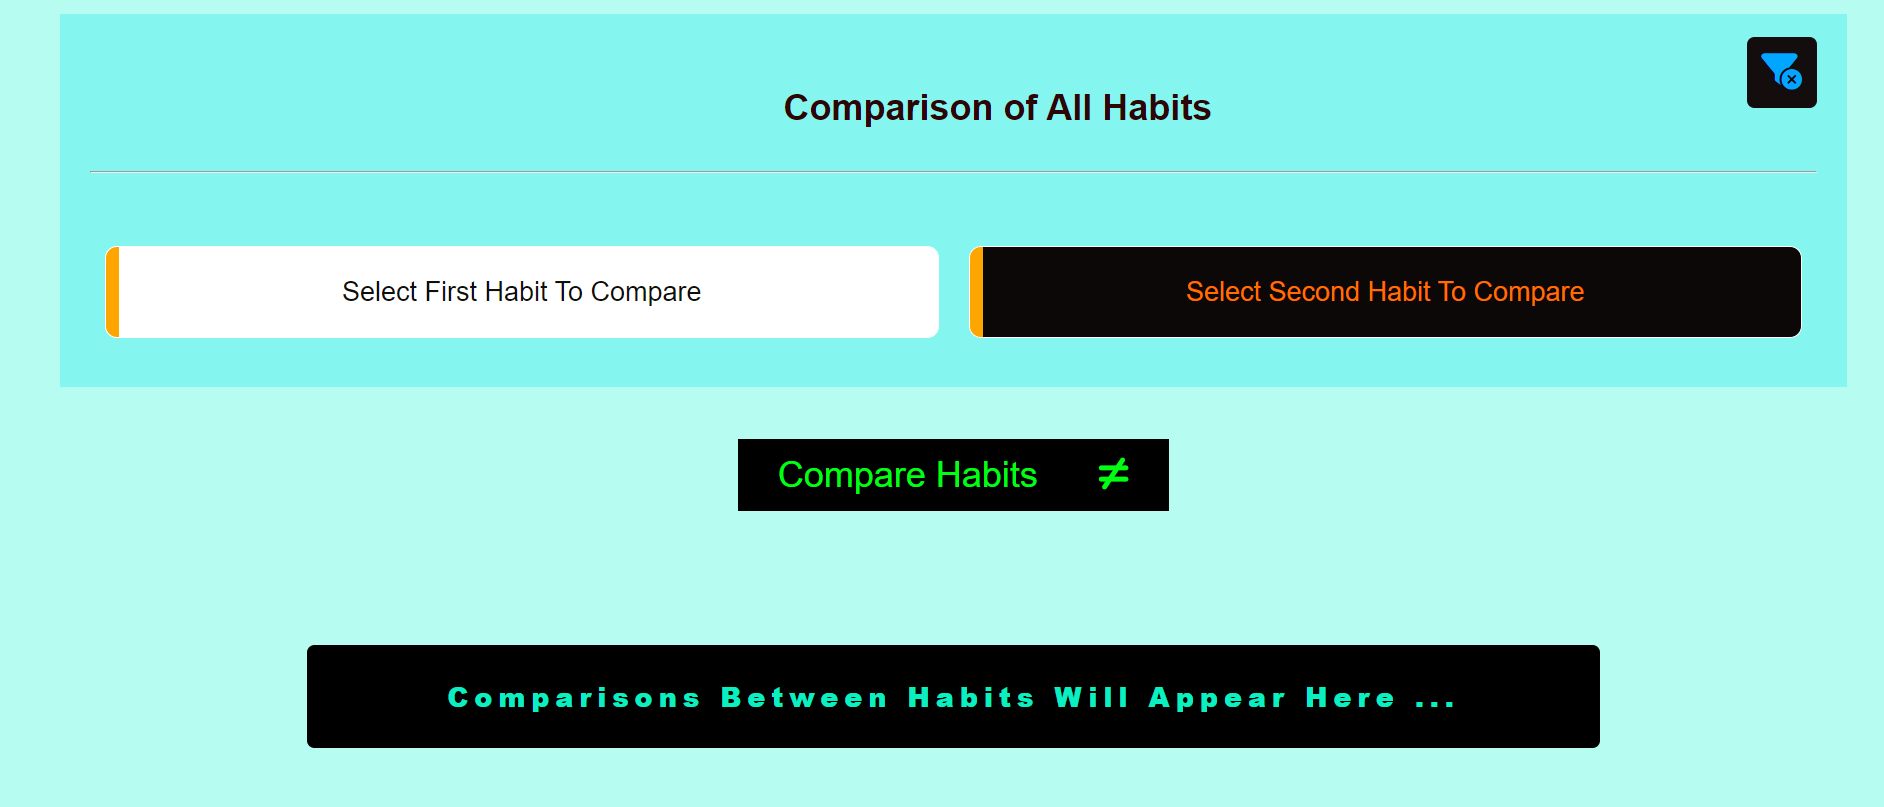 Comparison of All Habits
Select First Habit To Compare
Select Second Habit To Compare
Compare Habits
Comparisons Between Habits Will Appear Here ...